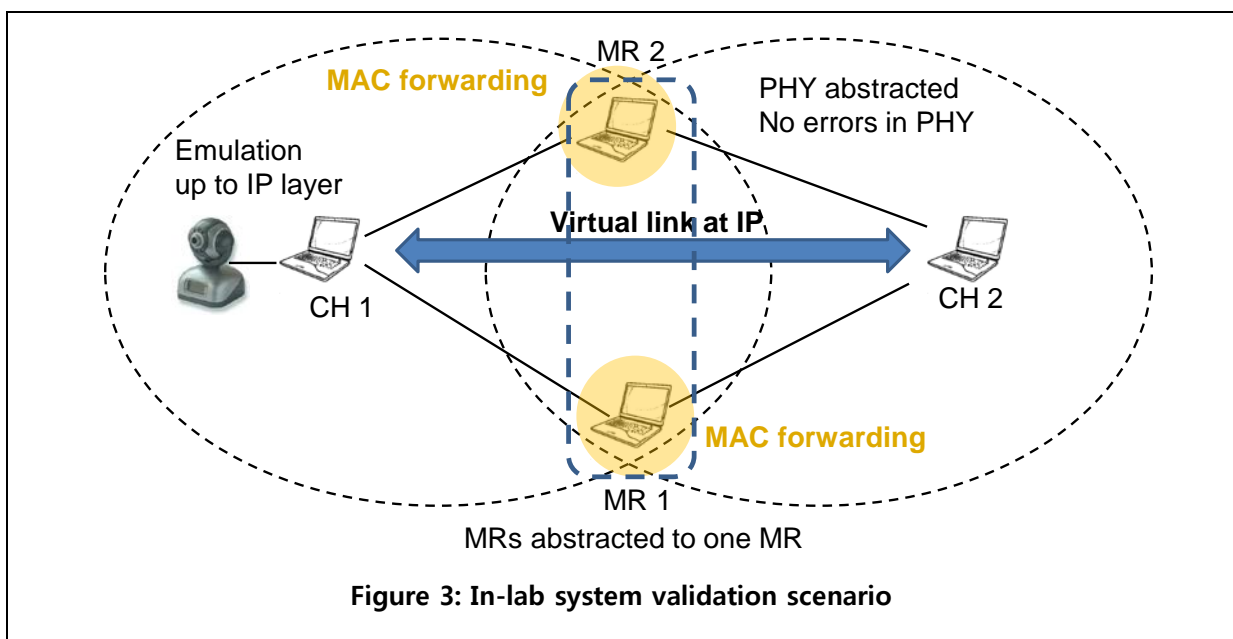 MR 2
MAC forwarding
PHY abstracted
No errors in PHY
Emulation
up to IP layer
Virtual link at IP
CH 1
CH 2
MAC forwarding
MR 1
MRs abstracted to one MR
Figure 3: In-lab system validation scenario